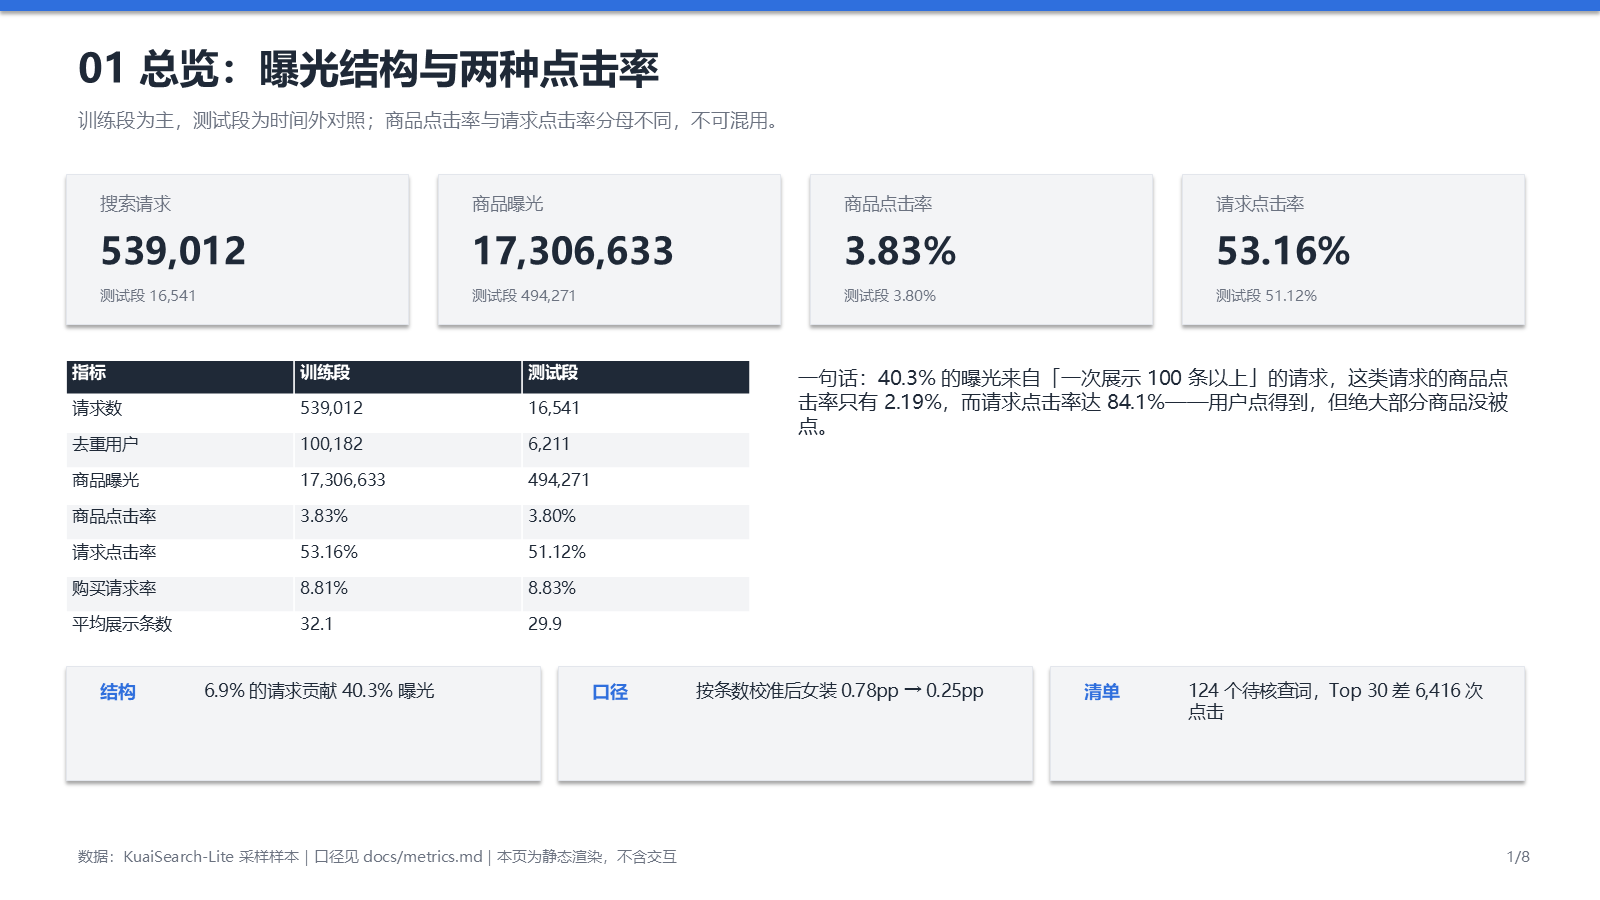 01 总览：曝光结构与两种点击率
训练段为主，测试段为时间外对照；商品点击率与请求点击率分母不同，不可混用。
搜索请求
539,012
测试段 16,541
商品曝光
17,306,633
测试段 494,271
商品点击率
3.83%
测试段 3.80%
请求点击率
53.16%
测试段 51.12%
指标 训练段 测试段
请求数 539,012 16,541
去重用户 100,182 6,211
商品曝光 17,306,633 494,271
商品点击率 3.83% 3.80%
请求点击率 53.16% 51.12%
购买请求率 8.81% 8.83%
平均展示条数 32.1 29.9
一句话：40.3% 的曝光来自「一次展示 100 条以上」的请求，这类请求的商品点
击率只有 2.19%，而请求点击率达 84.1%——用户点得到，但绝大部分商品没被
点。
结构 6.9% 的请求贡献 40.3% 曝光
口径 按条数校准后女装 0.78pp → 0.25pp
清单 124 个待核查词，Top 30 差 6,416 次
点击
数据：KuaiSearch-Lite 采样样本 | 口径见 docs/metrics.md | 本页为静态渲染，不含交互
1/8